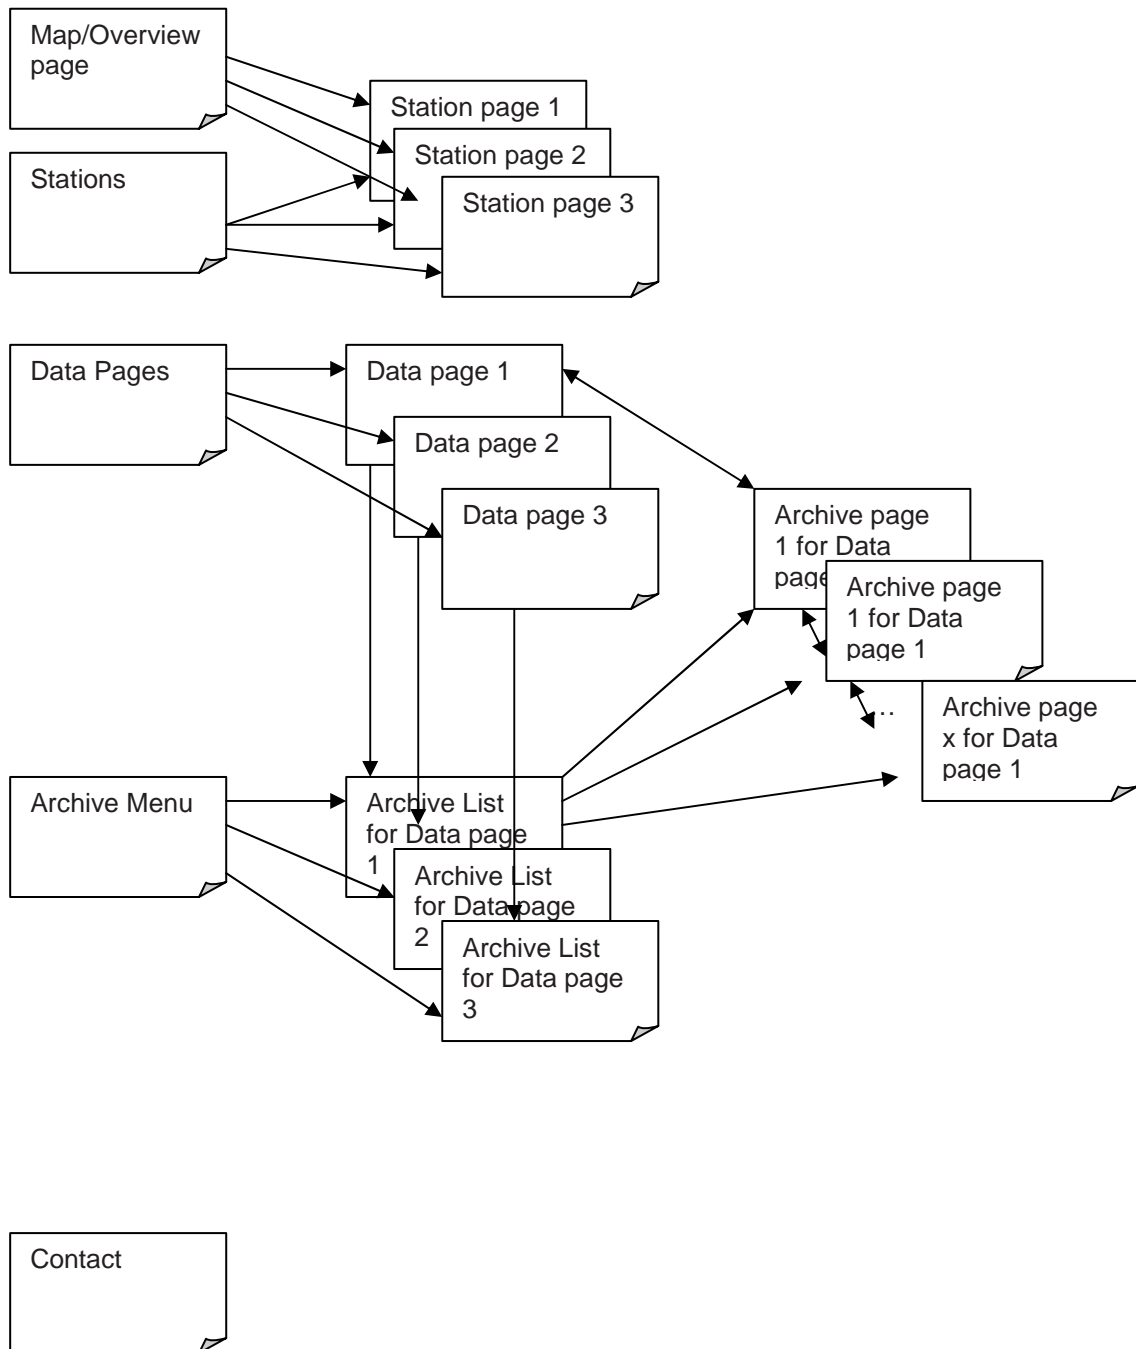 Map/Overview
page
Station page 1
Station page 2
Station page 3
Stations
Data Pages
Data page 1
Data page 2
Data page 3
Archive page
1 for Data
page
Archive page
1 for Data
page 1
...
Archive page
x for Data
page 1
Archive Menu
Archive List
for Data page
1
Archive List
for Data page
2
Archive List
for Data page
3
Contact